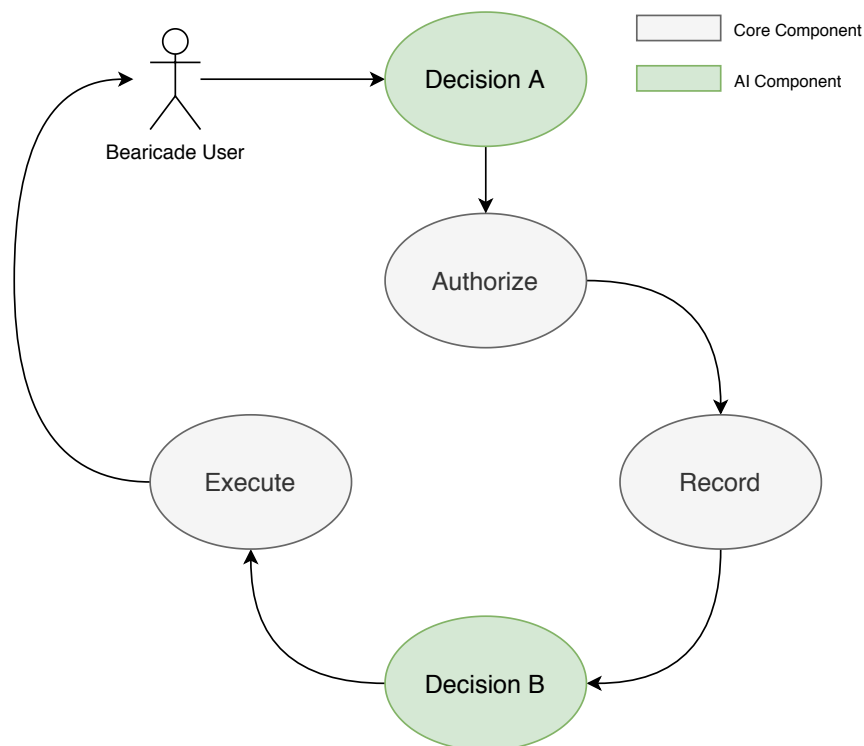 Core Component
Decision A
AI Component
Bearicade User
Authorize
Execute
Record
Decision B